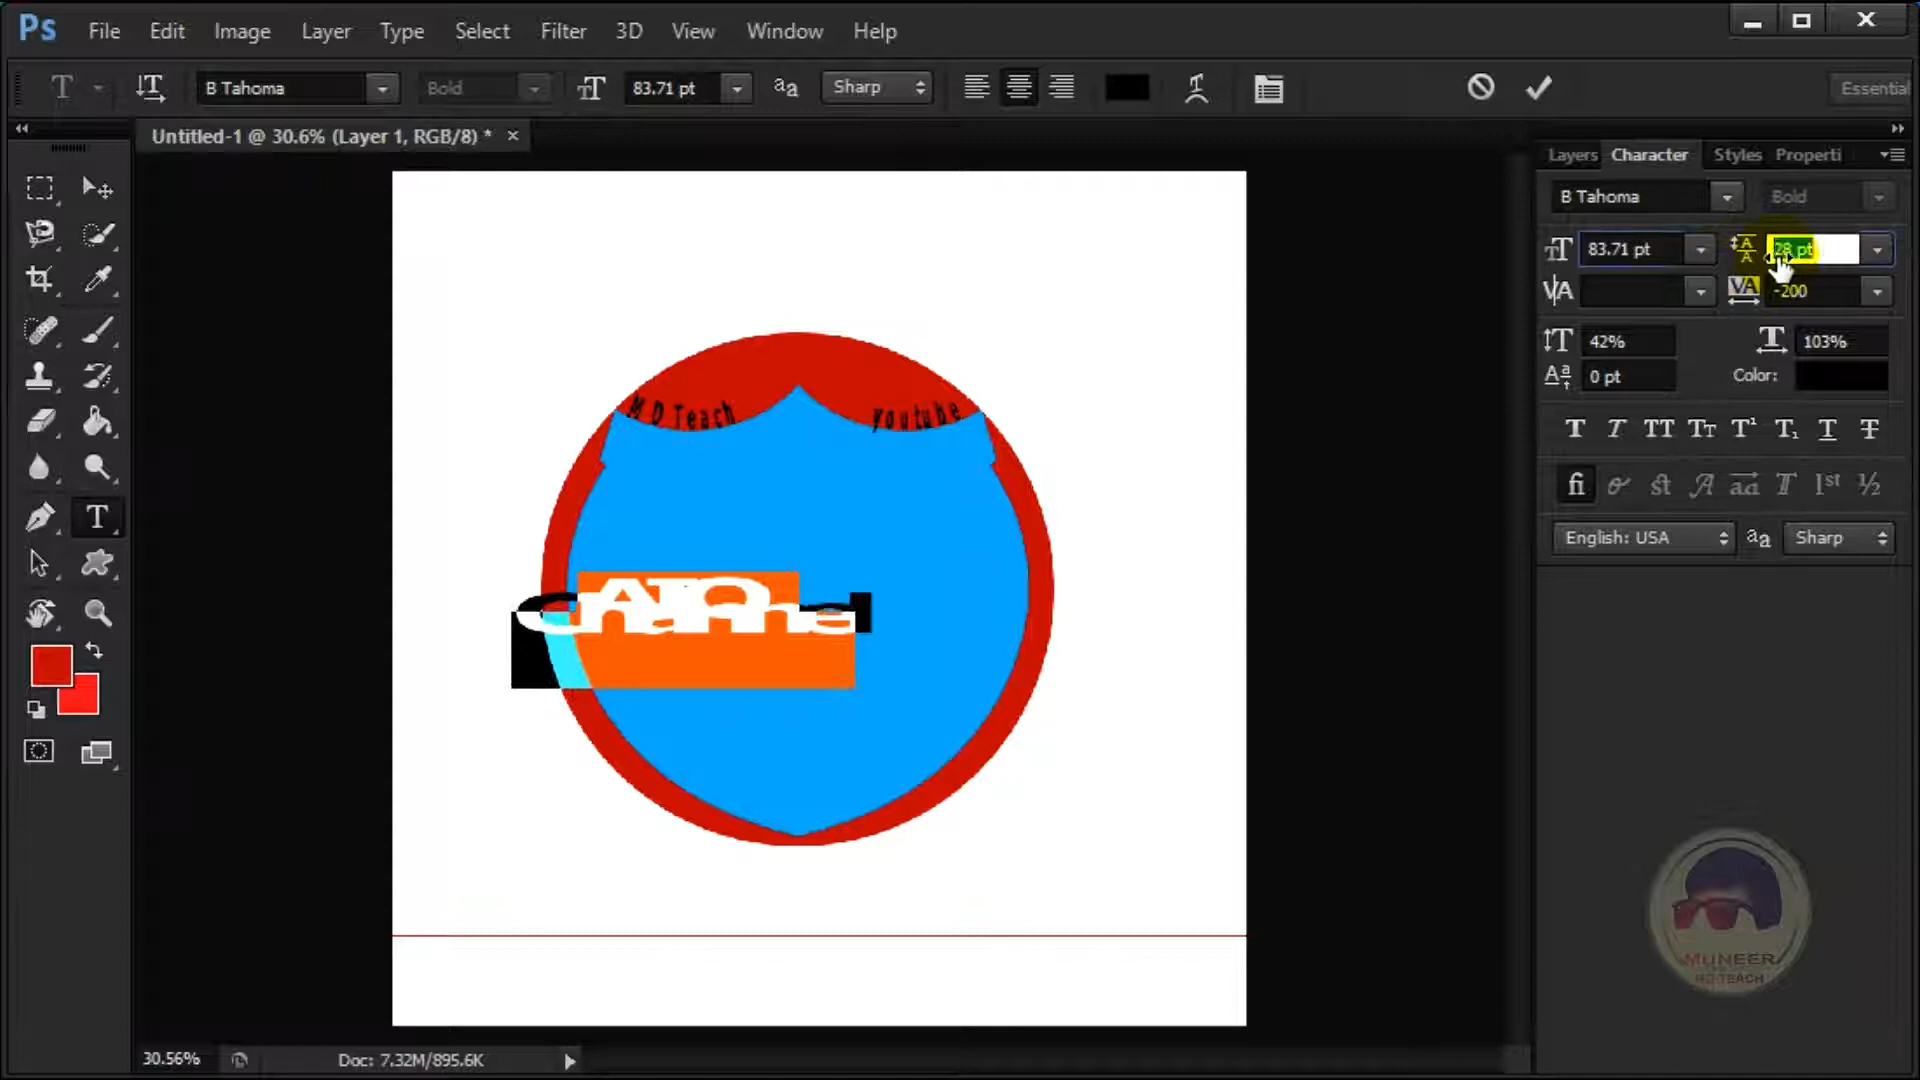 Ps File Edit Image Layer Type Select Filter 3D View Window Help
B Tahoma Bold 83.71 pt Sharp Essential
Untitled-1 @ 30.6% (Layer 1, RGB/8) * ×
Layers Character Styles Properti
B Tahoma Bold
83.71 pt 28 pt
-200
42% 103%
0 pt Color:
English: USA Sharp
M D Teach youtube
Channel
MUNEER
HD TEACH
30.56% Doc: 7.32M/895.6K